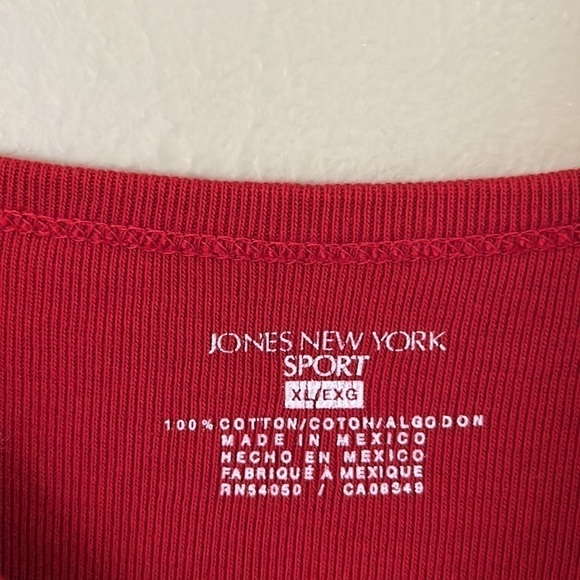 JONES NEW YORK
SPORT
XL/EXG
100% COTTON/COTON/ALGODON
MADE IN MEXICO
HECHO EN MEXICO
FABRIQUÉ À MEXIQUE
RN54050 / CA08349